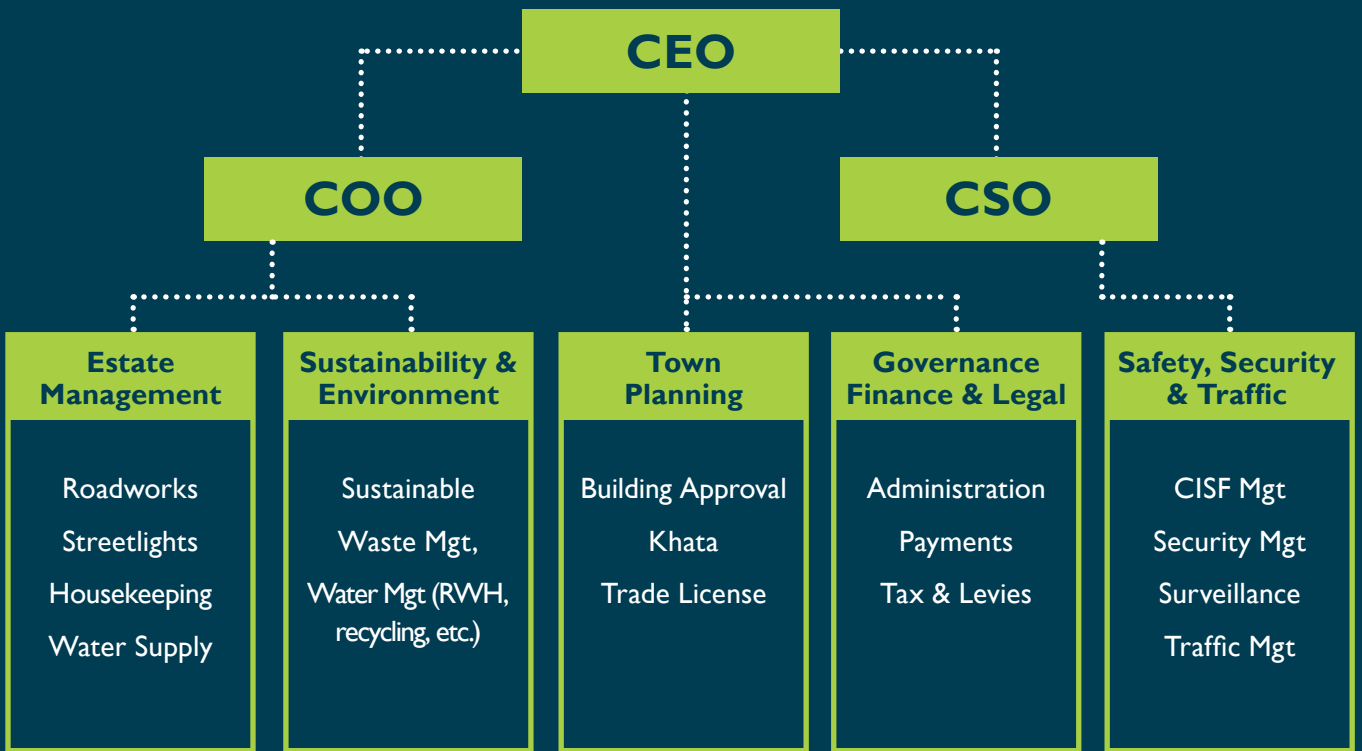 CEO
COO
CSO
Estate
Management
Roadworks
Streetlights
Housekeeping
Water Supply
Sustainability &
Environment
Sustainable
Waste Mgt,
Water Mgt (RWH,
recycling, etc.)
Town
Planning
Building Approval
Khata
Trade License
Governance
Finance & Legal
Administration
Payments
Tax & Levies
Safety, Security
& Traffic
CISF Mgt
Security Mgt
Surveillance
Traffic Mgt